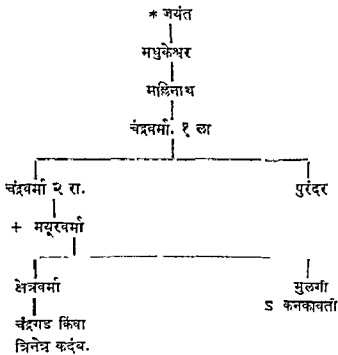 * जयंत
मधुकेश्वर
मल्लिनाथ
चंद्रवर्मा. १ ला
चंद्रवर्मा २ रा. पुरंदर
+ मयूरवर्मा
क्षेत्रवर्मा मुलगी
S कनकावती
चंद्रगड किंवा
त्रिनेत्र कदंब.